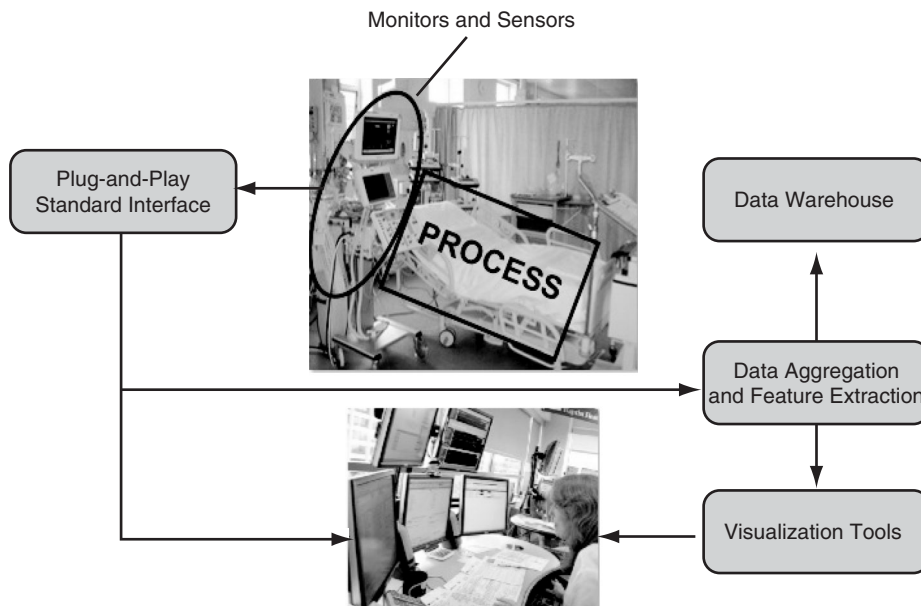 Monitors and Sensors
Plug-and-Play
Standard Interface
PROCESS
Data Warehouse
Data Aggregation
and Feature Extraction
Visualization Tools